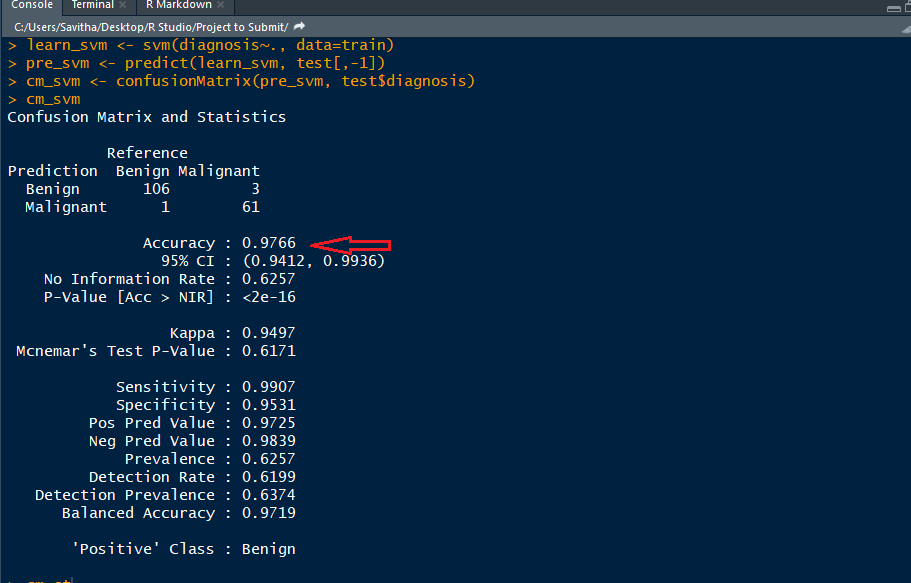 Console Terminal × R Markdown ×
C:/Users/Savitha/Desktop/R Studio/Project to Submit/
> learn_svm <- svm(diagnosis~., data=train)
> pre_svm <- predict(learn_svm, test[,-1])
> cm_svm <- confusionMatrix(pre_svm, test$diagnosis)
> cm_svm
Confusion Matrix and Statistics
Reference
Prediction Benign Malignant
Benign 106 3
Malignant 1 61
Accuracy : 0.9766
95% CI : (0.9412, 0.9936)
No Information Rate : 0.6257
P-Value [Acc > NIR] : <2e-16
Kappa : 0.9497
Mcnemar's Test P-Value : 0.6171
Sensitivity : 0.9907
Specificity : 0.9531
Pos Pred Value : 0.9725
Neg Pred Value : 0.9839
Prevalence : 0.6257
Detection Rate : 0.6199
Detection Prevalence : 0.6374
Balanced Accuracy : 0.9719
'Positive' Class : Benign